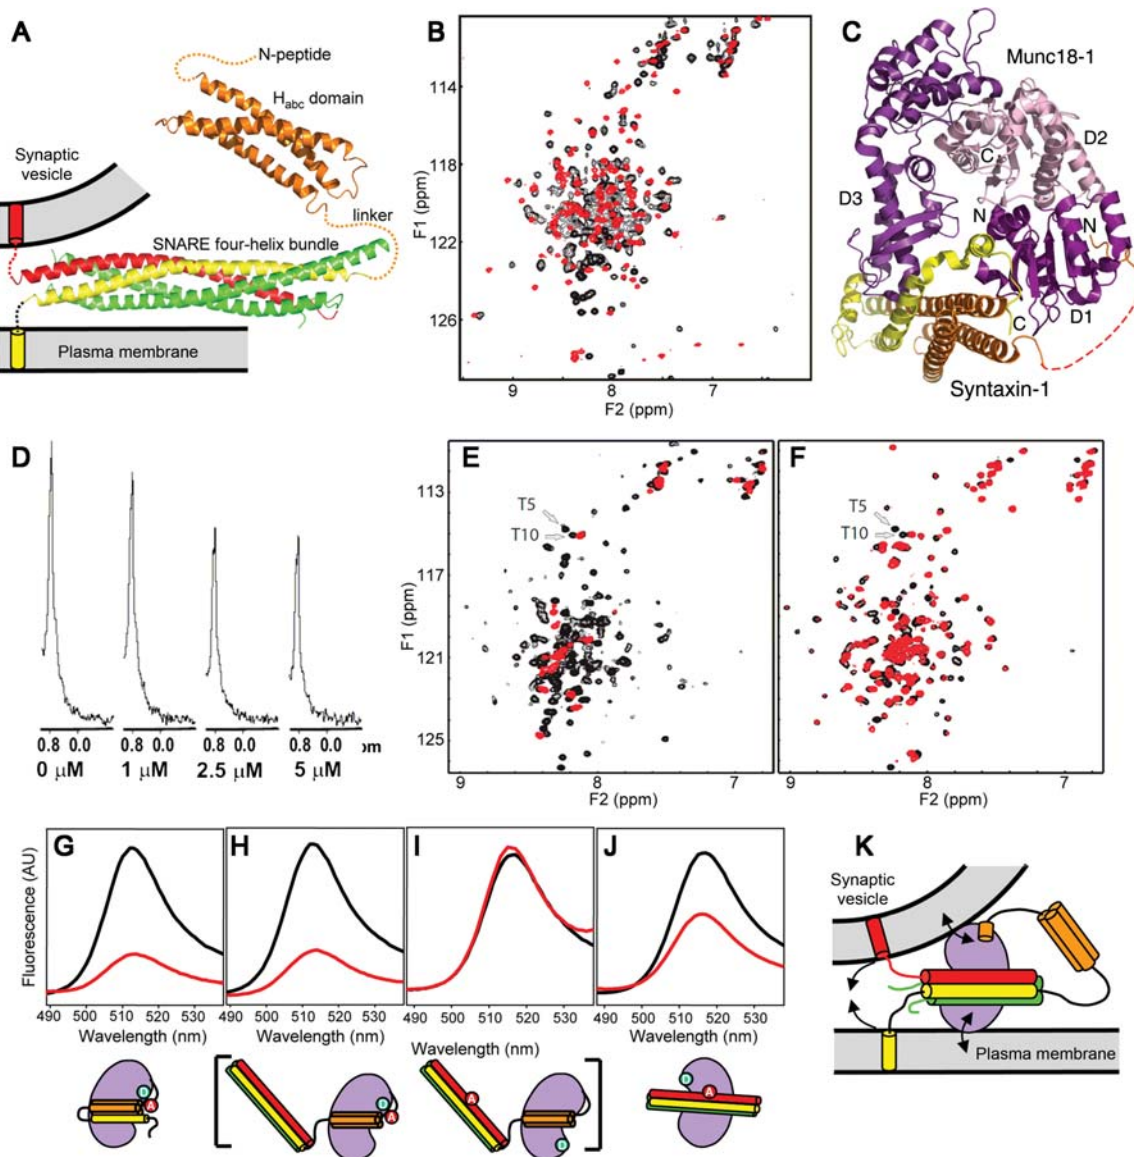 A
N-peptide
Habc domain
Synaptic
vesicle
linker
SNARE four-helix bundle
Plasma membrane
B
F1 (ppm)
114
118
122
126
9
8
7
F2 (ppm)
C
Munc18-1
D2
C
D3
N
N
C
D1
Syntaxin-1
D
0.8 0.0
0.8 0.0
0.8 0.0
0.8 0.0
0 µM
1 µM
2.5 µM
5 µM
E
F1 (ppm)
113
117
121
125
T5
T10
9
8
7
F2 (ppm)
F
T5
T10
9
8
7
F2 (ppm)
G
H
I
J
Fluorescence (AU)
490 500 510 520 530
490 500 510 520 530
490 500 510 520 530
490 500 510 520 530
Wavelength (nm)
Wavelength (nm)
Wavelength (nm)
Wavelength (nm)
A
A
A
A
K
Synaptic
vesicle
Plasma membrane